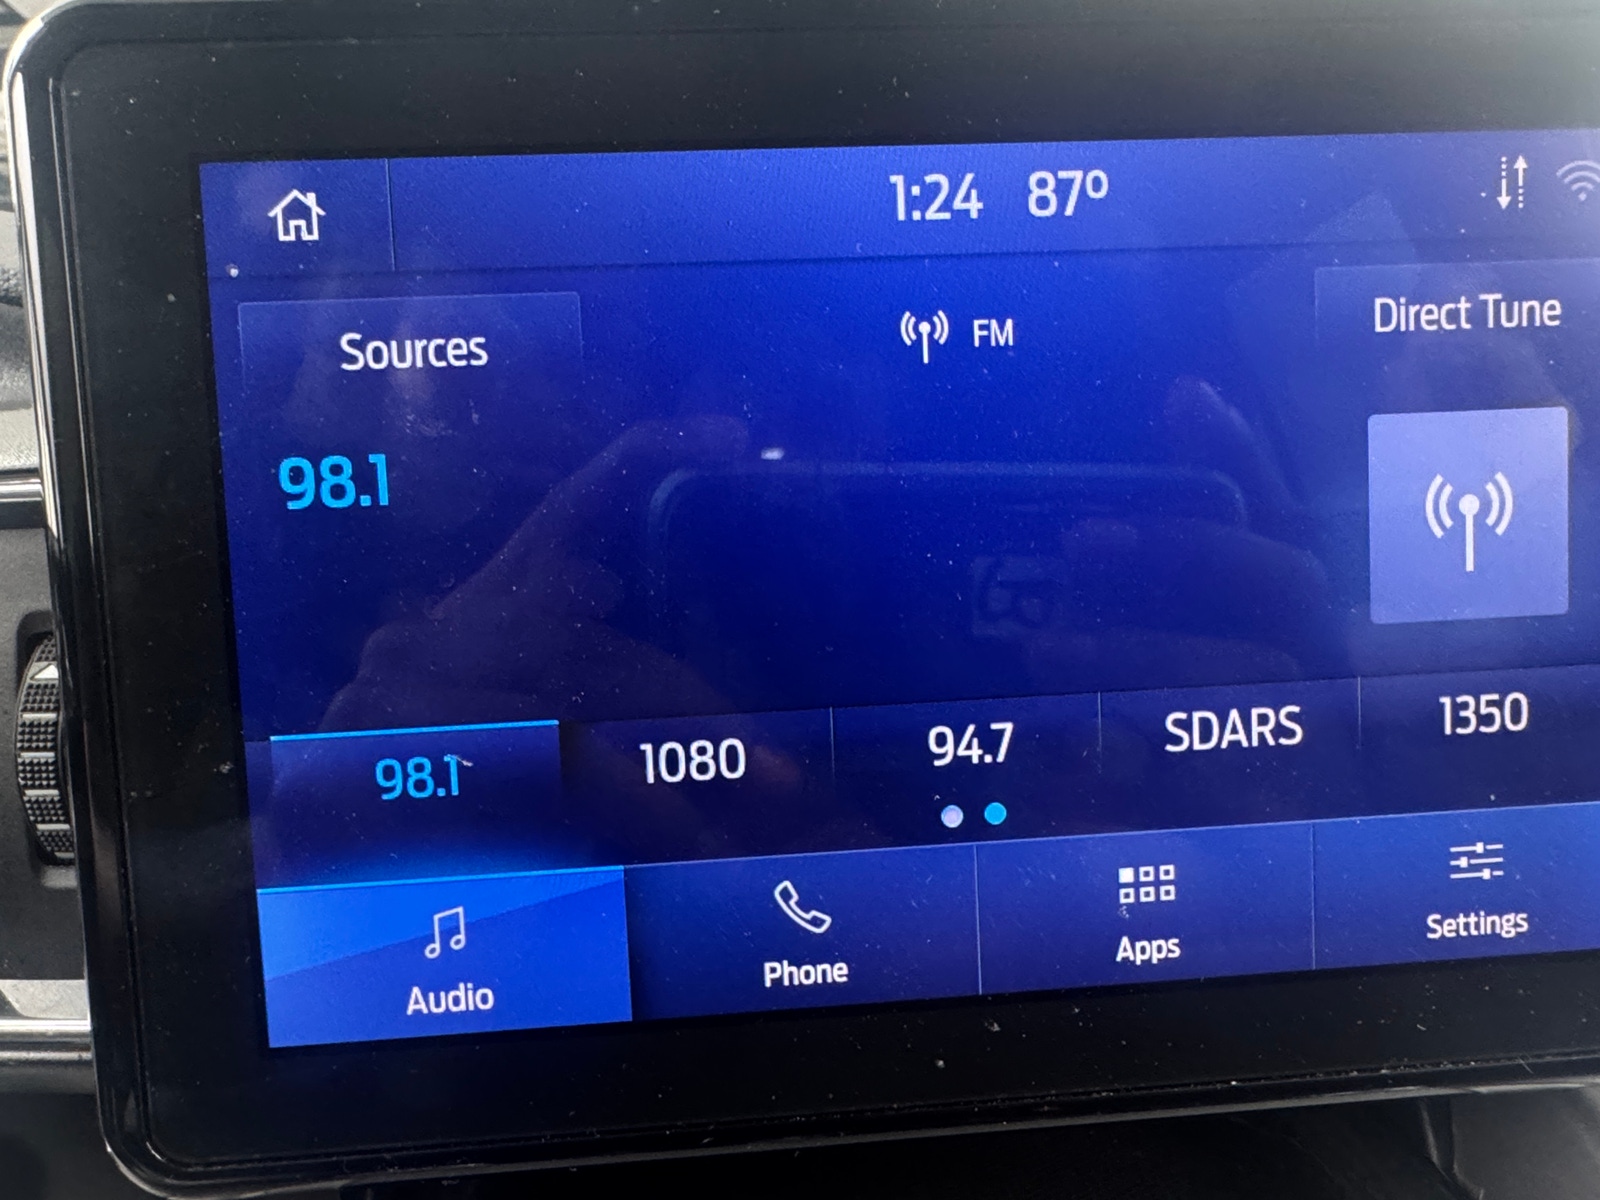 1:24 87º
Sources
FM
Direct Tune
98.1
98.1
1080
94.7
SDARS
1350
Audio
Phone
Apps
Settings